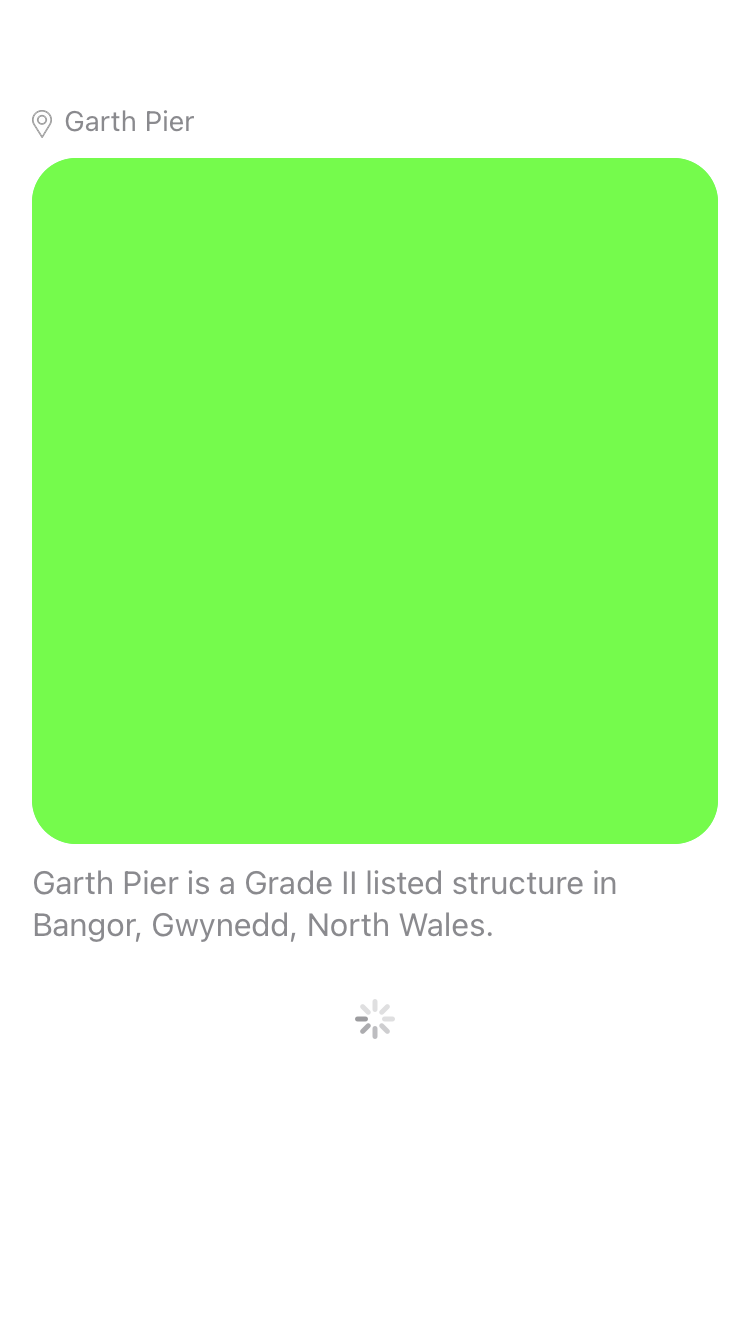 Garth Pier
Garth Pier is a Grade II listed structure in
Bangor, Gwynedd, North Wales.